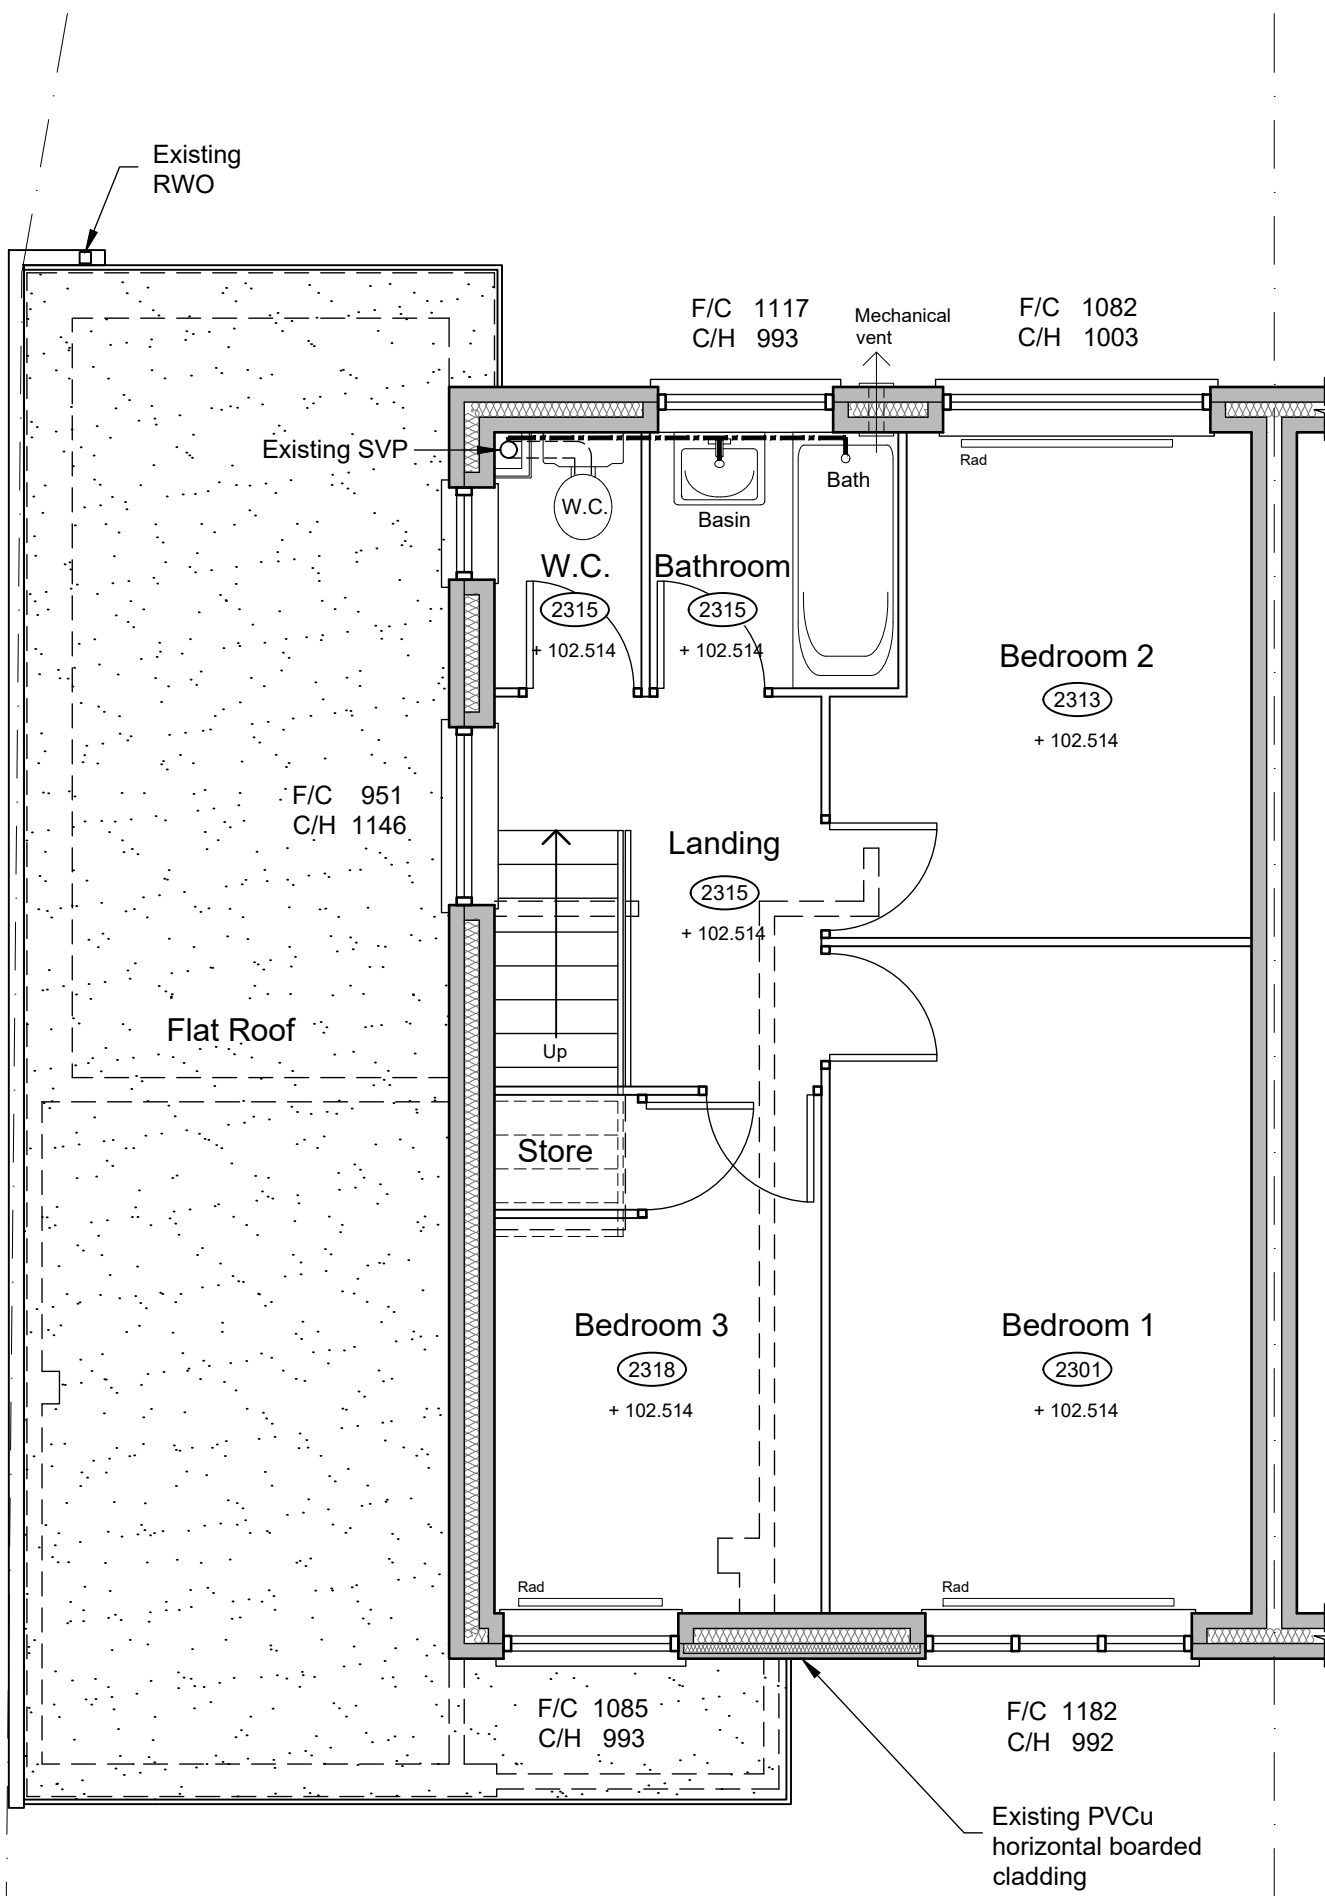 Existing
RWO
F/C 1117
C/H 993
Mechanical
vent
F/C 1082
C/H 1003
Existing SVP
Rad
W.C.
Basin
Bath
W.C.
2315
+ 102.514
Bathroom
2315
+ 102.514
Bedroom 2
2313
+ 102.514
F/C 951
C/H 1146
Landing
2315
+ 102.514
Flat Roof
Up
Store
Bedroom 3
2318
+ 102.514
Bedroom 1
2301
+ 102.514
Rad
Rad
F/C 1085
C/H 993
F/C 1182
C/H 992
Existing PVCu
horizontal boarded
cladding